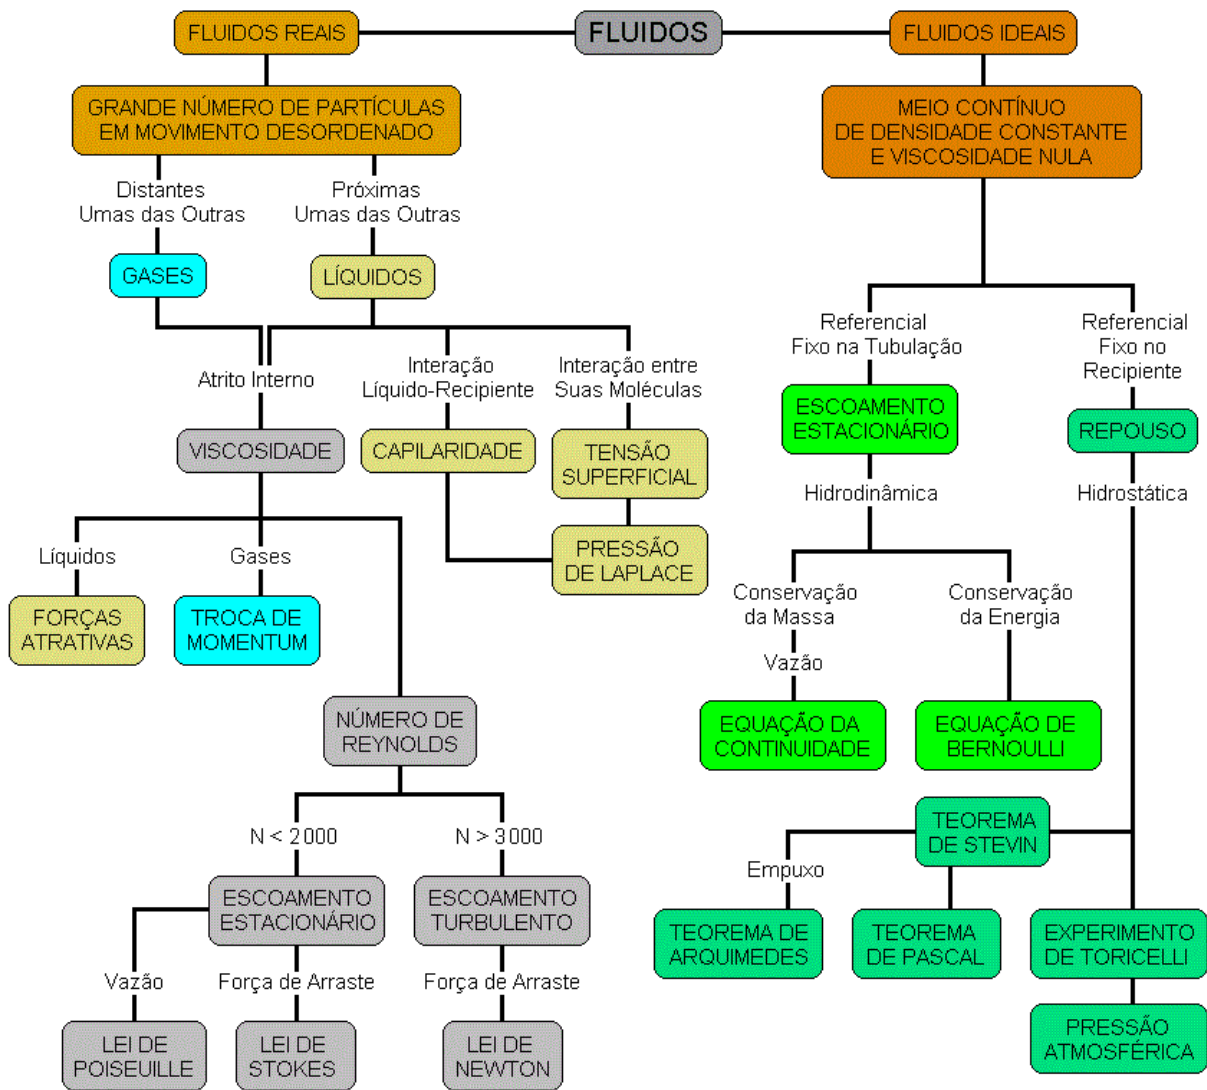 FLUIDOS REAIS
FLUIDOS
FLUIDOS IDEAIS
GRANDE NÚMERO DE PARTÍCULAS
EM MOVIMENTO DESORDENADO
MEIO CONTÍNUO
DE DENSIDADE CONSTANTE
E VISCOSIDADE NULA
Distantes
Umas das Outras
Próximas
Umas das Outras
GASES
LÍQUIDOS
Atrito Interno
Interação
Líquido-Recipiente
Interação entre
Suas Moléculas
Referencial
Fixo na Tubulação
Referencial
Fixo no
Recipiente
VISCOSIDADE
CAPILARIDADE
TENSÃO
SUPERFICIAL
ESCOAMENTO
ESTACIONÁRIO
REPOUSO
Hidrodinâmica
Hidrostática
Líquidos
Gases
PRESSÃO
DE LAPLACE
FORÇAS
ATRATIVAS
TROCA DE
MOMENTUM
Conservação
da Massa
Conservação
da Energia
Vazão
NÚMERO DE
REYNOLDS
EQUAÇÃO DA
CONTINUIDADE
EQUAÇÃO DE
BERNOULLI
N < 2000
N > 3000
TEOREMA
DE STEVIN
Empuxo
ESCOAMENTO
ESTACIONÁRIO
ESCOAMENTO
TURBULENTO
TEOREMA DE
ARQUIMEDES
TEOREMA
DE PASCAL
EXPERIMENTO
DE TORICELLI
Vazão
Força de Arraste
Força de Arraste
LEI DE
POISEUILLE
LEI DE
STOKES
LEI DE
NEWTON
PRESSÃO
ATMOSFÉRICA